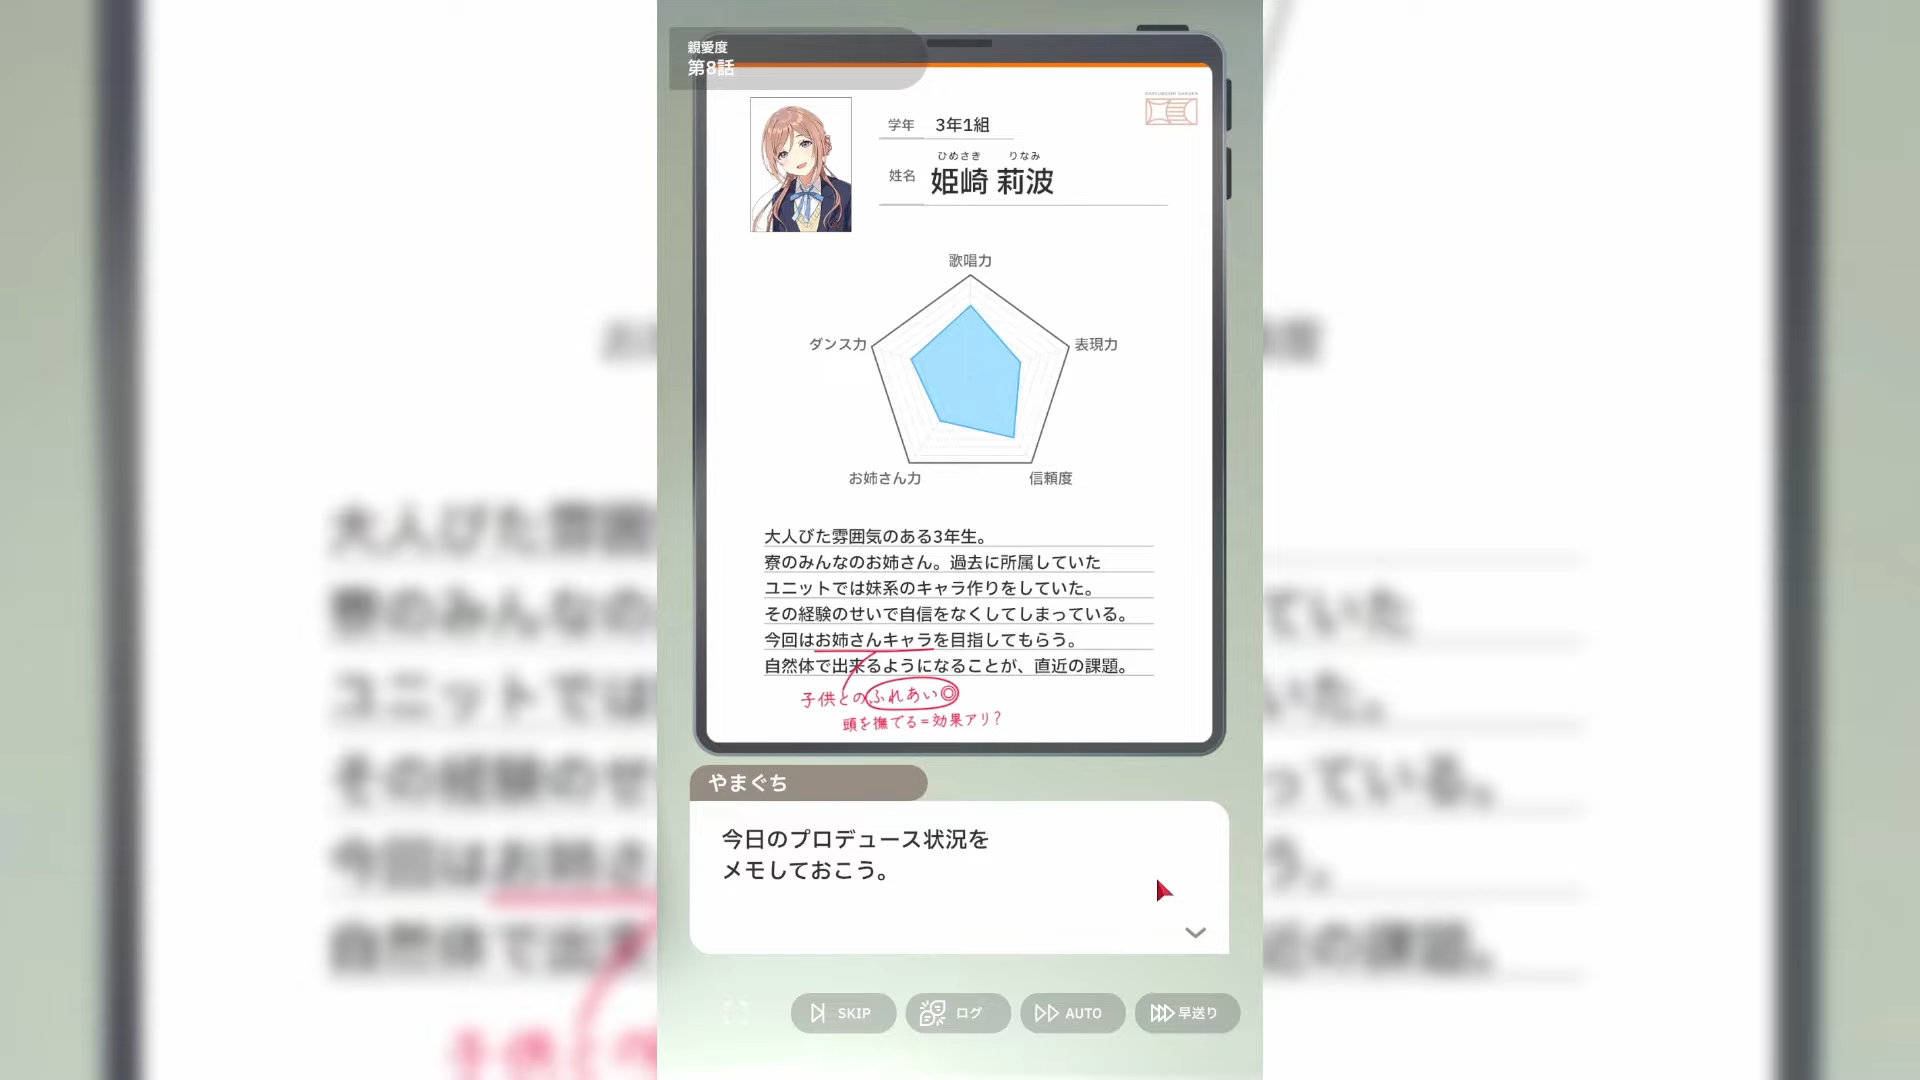 親愛度
第8話
HATSUBOSHI GAKUEN
学年 3年1組
ひめさき りなみ
姓名 姫崎 莉波
歌唱力
ダンス力
表現力
お姉さん力
信頼度
大人びた雰囲気のある3年生。
寮のみんなのお姉さん。過去に所属していた
ユニットでは妹系のキャラ作りをしていた。
その経験のせいで自信をなくしてしまっている。
今回はお姉さんキャラを目指してもらう。
自然体で出来るようになることが、直近の課題。
子供とのふれあい◎
頭を撫でる=効果アリ?
やまぐち
今日のプロデュース状況を
メモしておこう。
SKIP
ログ
AUTO
早送り